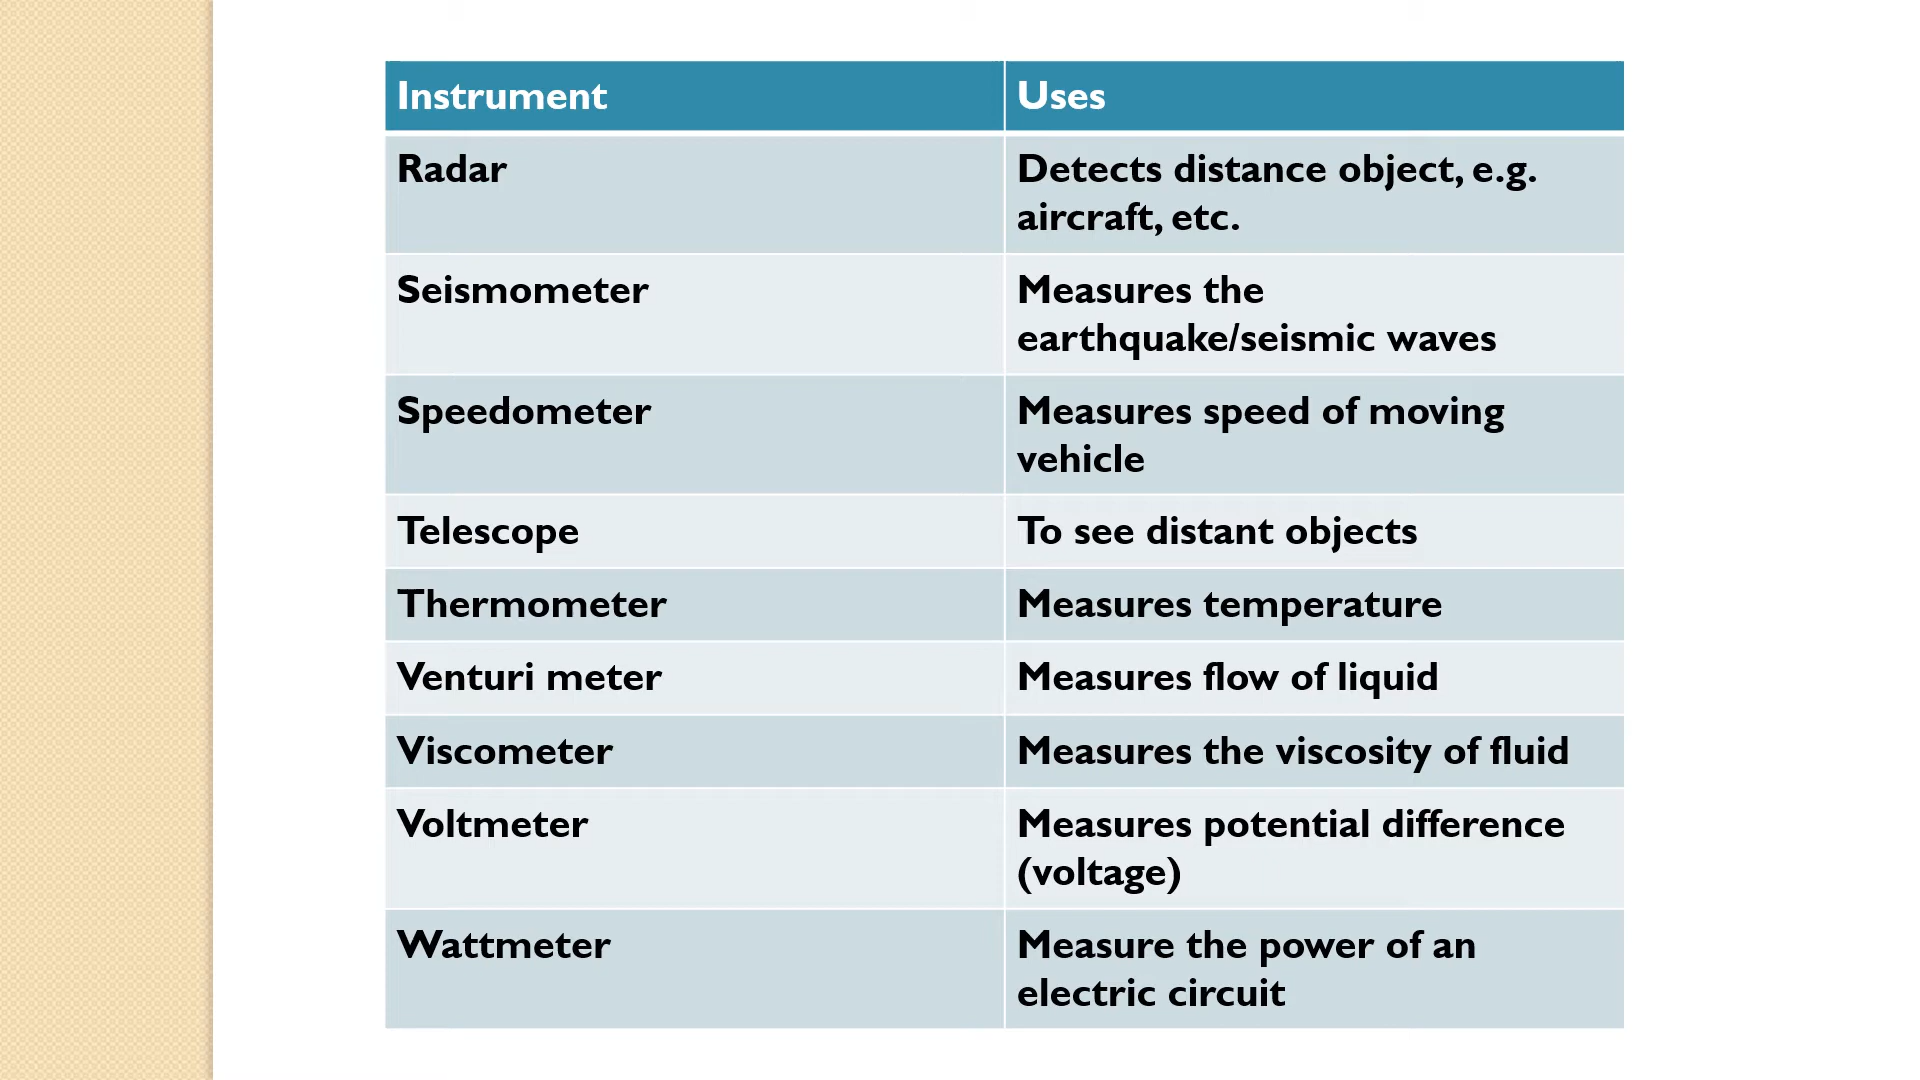 Instrument
Uses
Radar
Detects distance object, e.g.
aircraft, etc.
Seismometer
Measures the
earthquake/seismic waves
Speedometer
Measures speed of moving
vehicle
Telescope
To see distant objects
Thermometer
Measures temperature
Venturi meter
Measures flow of liquid
Viscometer
Measures the viscosity of fluid
Voltmeter
Measures potential difference
(voltage)
Wattmeter
Measure the power of an
electric circuit